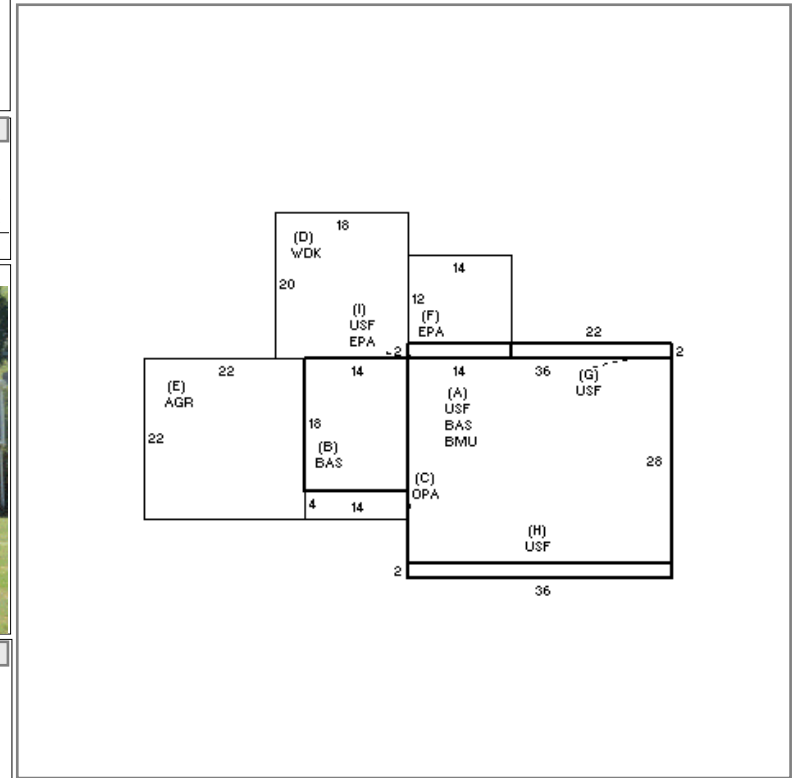 18
(D)
WDK
14
20
12
(I)
USF
EPA
(F)
EPA
22
2
2
22
14
14
36
(G)
USF
(E)
AGR
(A)
USF
BAS
BMU
18
22
(B)
BAS
28
(C)
OPA
4
14
(H)
USF
2
36